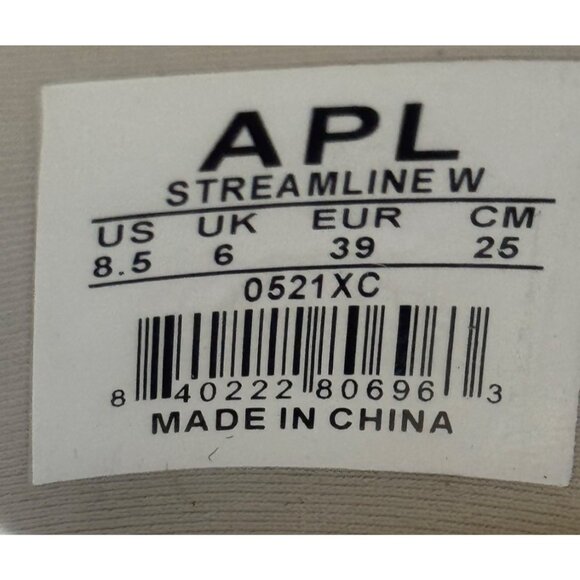 APL
STREAMLINE W
US UK EUR CM
8.5 6 39 25
0521XC
8 40222 80696 3
MADE IN CHINA